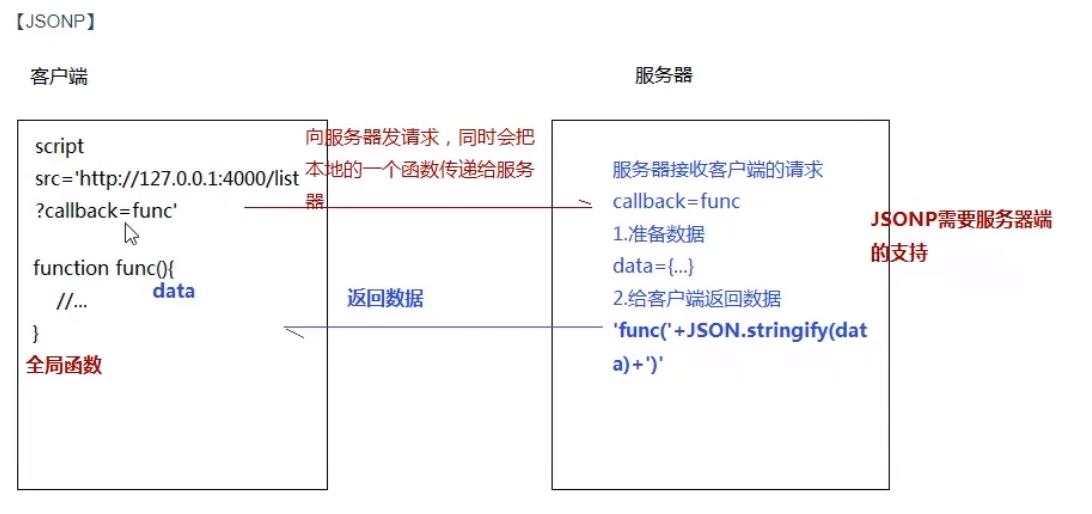 【JSONP】
客户端
服务器
script
src='http://127.0.0.1:4000/list
?callback=func'
function func(){
//...
data
}
全局函数
向服务器发请求，同时会把
本地的一个函数传递给服务
器
返回数据
服务器接收客户端的请求
callback=func
1.准备数据
data={...}
2.给客户端返回数据
'func('+JSON.stringify(dat
a)+')'
JSONP需要服务器端
的支持